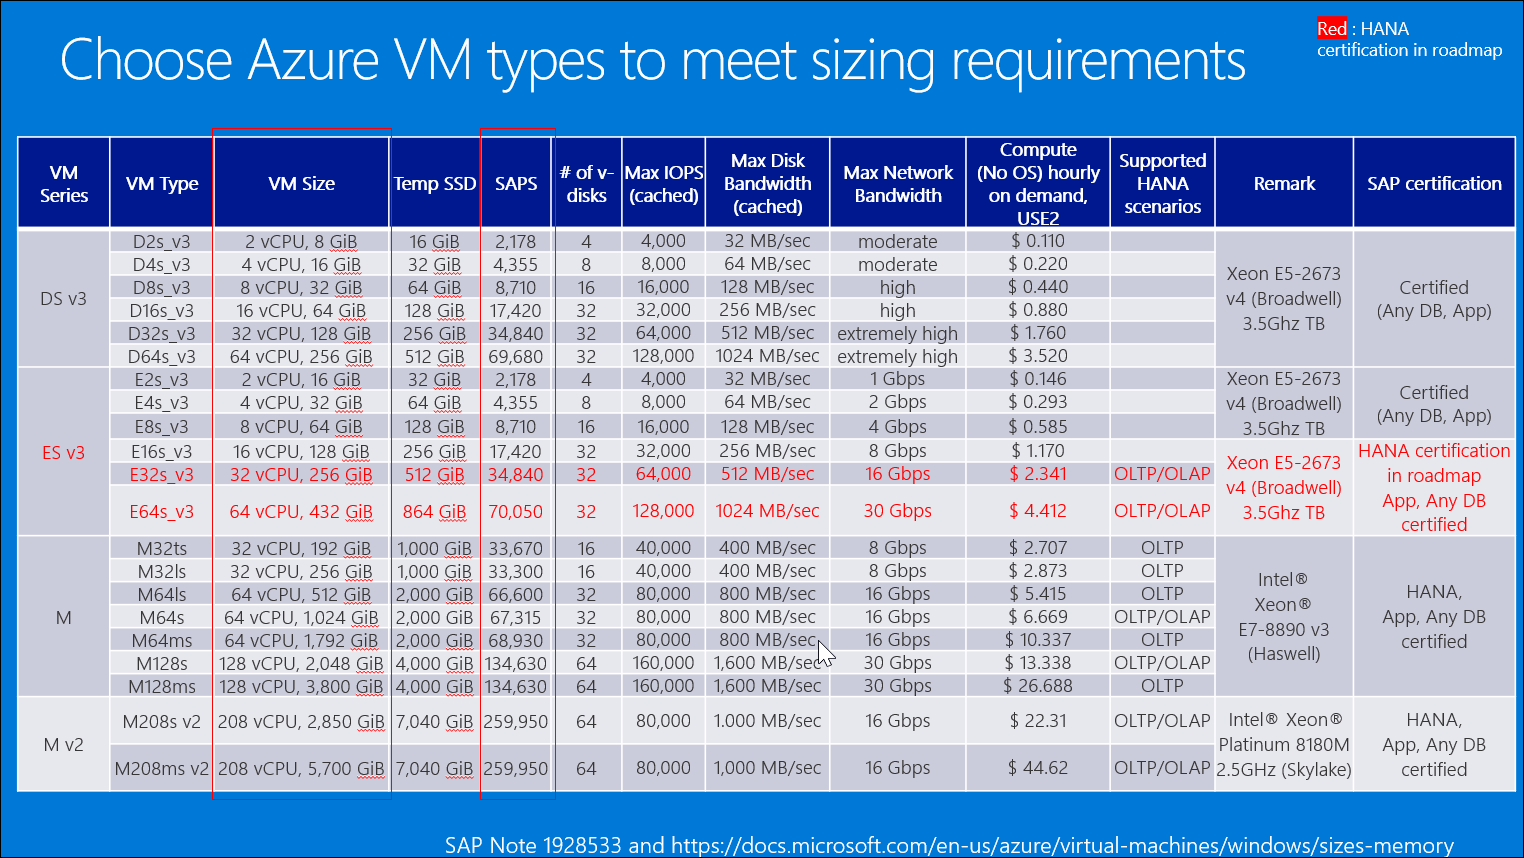 Choose Azure VM types to meet sizing requirements
Red : HANA
certification in roadmap
VM Series VM Type VM Size Temp SSD SAPS # of v-disks Max IOPS (cached) Max Disk Bandwidth (cached) Max Network Bandwidth Compute (No OS) hourly on demand, USE2 Supported HANA scenarios Remark SAP certification
DS v3
D2s_v3 2 vCPU, 8 GiB 16 GiB 2,178 4 4,000 32 MB/sec moderate $ 0.110
D4s_v3 4 vCPU, 16 GiB 32 GiB 4,355 8 8,000 64 MB/sec moderate $ 0.220
D8s_v3 8 vCPU, 32 GiB 64 GiB 8,710 16 16,000 128 MB/sec high $ 0.440
D16s_v3 16 vCPU, 64 GiB 128 GiB 17,420 32 32,000 256 MB/sec high $ 0.880
D32s_v3 32 vCPU, 128 GiB 256 GiB 34,840 32 64,000 512 MB/sec extremely high $ 1.760
D64s_v3 64 vCPU, 256 GiB 512 GiB 69,680 32 128,000 1024 MB/sec extremely high $ 3.520
Xeon E5-2673
v4 (Broadwell)
3.5Ghz TB
Certified
(Any DB, App)
ES v3
E2s_v3 2 vCPU, 16 GiB 32 GiB 2,178 4 4,000 32 MB/sec 1 Gbps $ 0.146
E4s_v3 4 vCPU, 32 GiB 64 GiB 4,355 8 8,000 64 MB/sec 2 Gbps $ 0.293
E8s_v3 8 vCPU, 64 GiB 128 GiB 8,710 16 16,000 128 MB/sec 4 Gbps $ 0.585
Xeon E5-2673
v4 (Broadwell)
3.5Ghz TB
Certified
(Any DB, App)
E16s_v3 16 vCPU, 128 GiB 256 GiB 17,420 32 32,000 256 MB/sec 8 Gbps $ 1.170
E32s_v3 32 vCPU, 256 GiB 512 GiB 34,840 32 64,000 512 MB/sec 16 Gbps $ 2.341 OLTP/OLAP
E64s_v3 64 vCPU, 432 GiB 864 GiB 70,050 32 128,000 1024 MB/sec 30 Gbps $ 4.412 OLTP/OLAP
Xeon E5-2673
v4 (Broadwell)
3.5Ghz TB
HANA certification
in roadmap
App, Any DB
certified
M
M32ts 32 vCPU, 192 GiB 1,000 GiB 33,670 16 40,000 400 MB/sec 8 Gbps $ 2.707 OLTP
M32ls 32 vCPU, 256 GiB 1,000 GiB 33,300 16 40,000 400 MB/sec 8 Gbps $ 2.873 OLTP
M64ls 64 vCPU, 512 GiB 2,000 GiB 66,600 32 80,000 800 MB/sec 16 Gbps $ 5.415 OLTP
M64s 64 vCPU, 1,024 GiB 2,000 GiB 67,315 32 80,000 800 MB/sec 16 Gbps $ 6.669 OLTP/OLAP
M64ms 64 vCPU, 1,792 GiB 2,000 GiB 68,930 32 80,000 800 MB/sec 16 Gbps $ 10.337 OLTP
M128s 128 vCPU, 2,048 GiB 4,000 GiB 134,630 64 160,000 1,600 MB/sec 30 Gbps $ 13.338 OLTP/OLAP
M128ms 128 vCPU, 3,800 GiB 4,000 GiB 134,630 64 160,000 1,600 MB/sec 30 Gbps $ 26.688 OLTP
Intel®
Xeon®
E7-8890 v3
(Haswell)
HANA,
App, Any DB
certified
M v2
M208s v2 208 vCPU, 2,850 GiB 7,040 GiB 259,950 64 80,000 1.000 MB/sec 16 Gbps $ 22.31 OLTP/OLAP
M208ms v2 208 vCPU, 5,700 GiB 7,040 GiB 259,950 64 80,000 1,000 MB/sec 16 Gbps $ 44.62 OLTP/OLAP
Intel® Xeon®
Platinum 8180M
2.5GHz (Skylake)
HANA,
App, Any DB
certified
SAP Note 1928533 and https://docs.microsoft.com/en-us/azure/virtual-machines/windows/sizes-memory